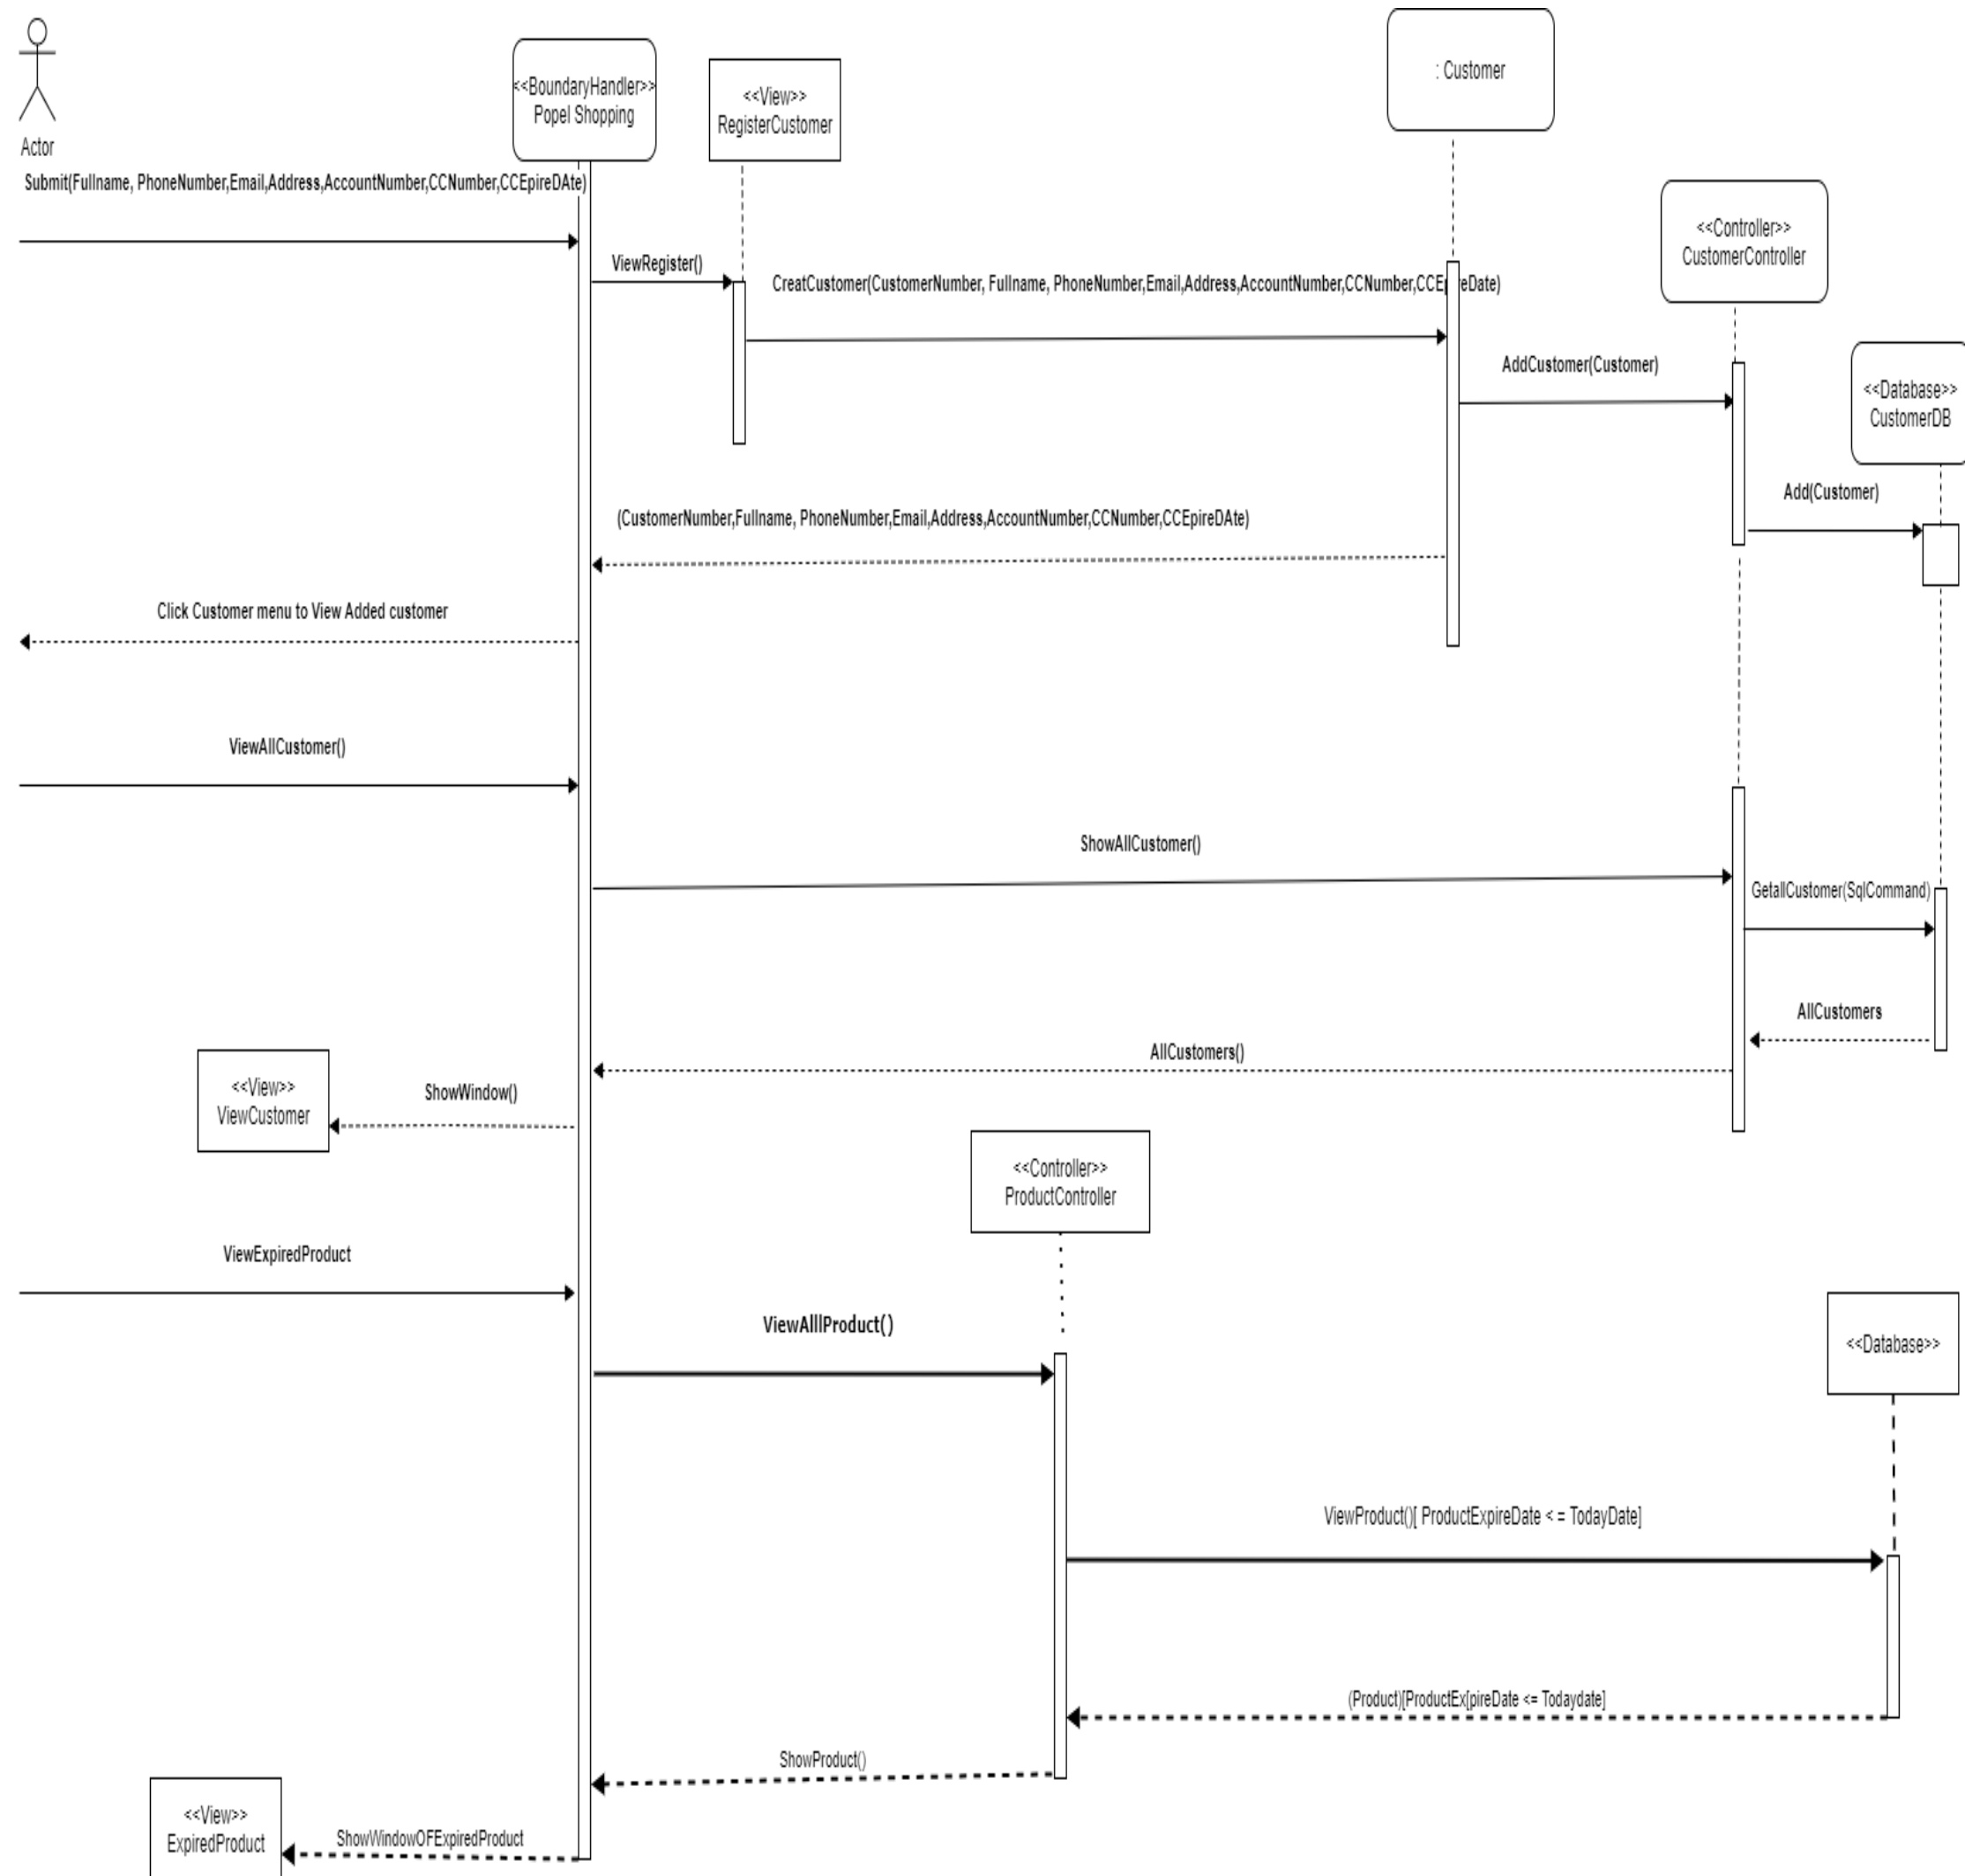 : Customer
<<BoundaryHandler>>
Popel Shopping
<<View>>
RegisterCustomer
Actor
Submit(Fullname, PhoneNumber,Email,Address,AccountNumber,CCNumber,CCEpireDAte)
<<Controller>>
CustomerController
ViewRegister()
CreatCustomer(CustomerNumber, Fullname, PhoneNumber,Email,Address,AccountNumber,CCNumber,CCEpireDate)
AddCustomer(Customer)
<<Database>>
CustomerDB
Add(Customer)
(CustomerNumber,Fullname, PhoneNumber,Email,Address,AccountNumber,CCNumber,CCEpireDAte)
Click Customer menu to View Added customer
ViewAllCustomer()
ShowAllCustomer()
GetallCustomer(SqlCommand)
AllCustomers
AllCustomers()
<<View>>
ViewCustomer
ShowWindow()
<<Controller>>
ProductController
ViewExpiredProduct
ViewAlllProduct()
<<Database>>
ViewProduct()[ ProductExpireDate < = TodayDate]
(Product)[ProductEx[pireDate <= Todaydate]
ShowProduct()
<<View>>
ExpiredProduct
ShowWindowOFExpiredProduct